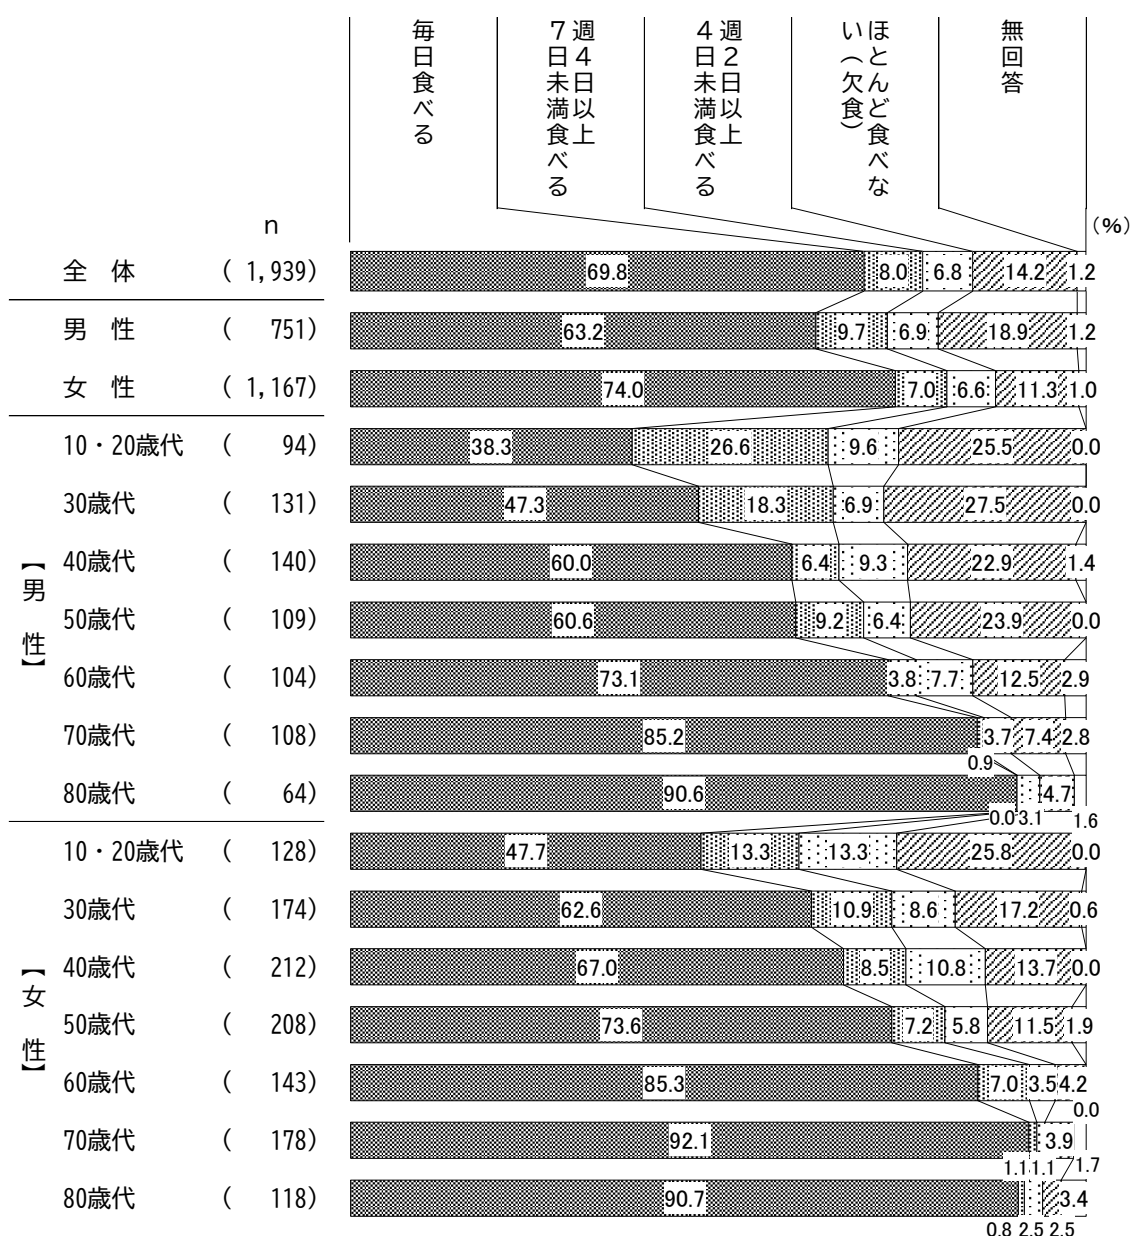 毎日食べる
週4日以上
7日未満食べる
週2日以上
4日未満食べる
ほとんど食べな
い（欠食）
無回答
n
(%)
全 体 ( 1,939) 69.8 8.0 6.8 14.2 1.2
男 性 ( 751) 63.2 9.7 6.9 18.9 1.2
女 性 ( 1,167) 74.0 7.0 6.6 11.3 1.0
【男性】
10・20歳代 ( 94) 38.3 26.6 9.6 25.5 0.0
30歳代 ( 131) 47.3 18.3 6.9 27.5 0.0
40歳代 ( 140) 60.0 6.4 9.3 22.9 1.4
50歳代 ( 109) 60.6 9.2 6.4 23.9 0.0
60歳代 ( 104) 73.1 3.8 7.7 12.5 2.9
70歳代 ( 108) 85.2 0.9 3.7 7.4 2.8
80歳代 ( 64) 90.6 0.0 3.1 4.7 1.6
【女性】
10・20歳代 ( 128) 47.7 13.3 13.3 25.8 0.0
30歳代 ( 174) 62.6 10.9 8.6 17.2 0.6
40歳代 ( 212) 67.0 8.5 10.8 13.7 0.0
50歳代 ( 208) 73.6 7.2 5.8 11.5 1.9
60歳代 ( 143) 85.3 7.0 3.5 4.2 0.0
70歳代 ( 178) 92.1 1.1 1.1 3.9 1.7
80歳代 ( 118) 90.7 0.8 2.5 2.5 3.4